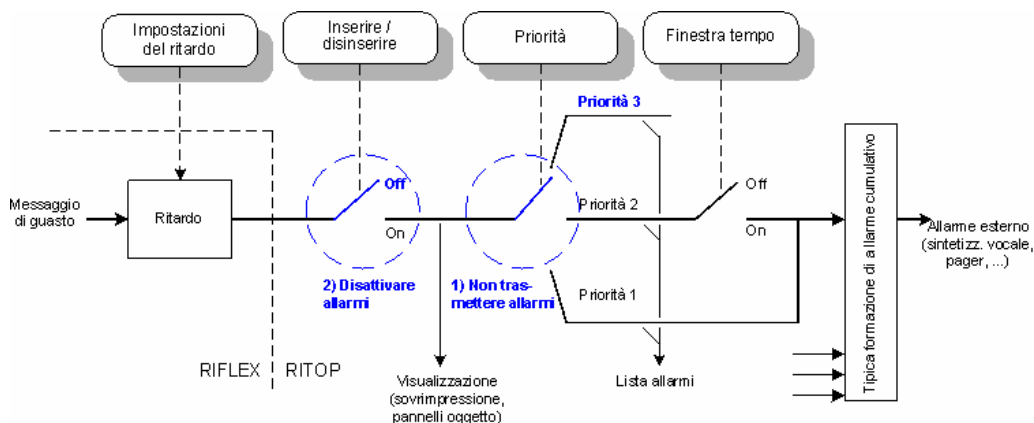 Impostazioni
del ritardo
Inserire /
disinserire
Priorità
Finestra tempo
Priorità 3
Messaggio
di guasto
Ritardo
Off
On
Priorità 2
Off
On
2) Disattivare
allarmi
1) Non tras-
mettere allarmi
Priorità 1
Tipica formazione di allarme cumulativo
Allarme esterno
(sintetizz. vocale,
pager, ...)
RIFLEX
RITOP
Visualizzazione
(sovrimpressione,
pannelli oggetto)
Lista allarmi